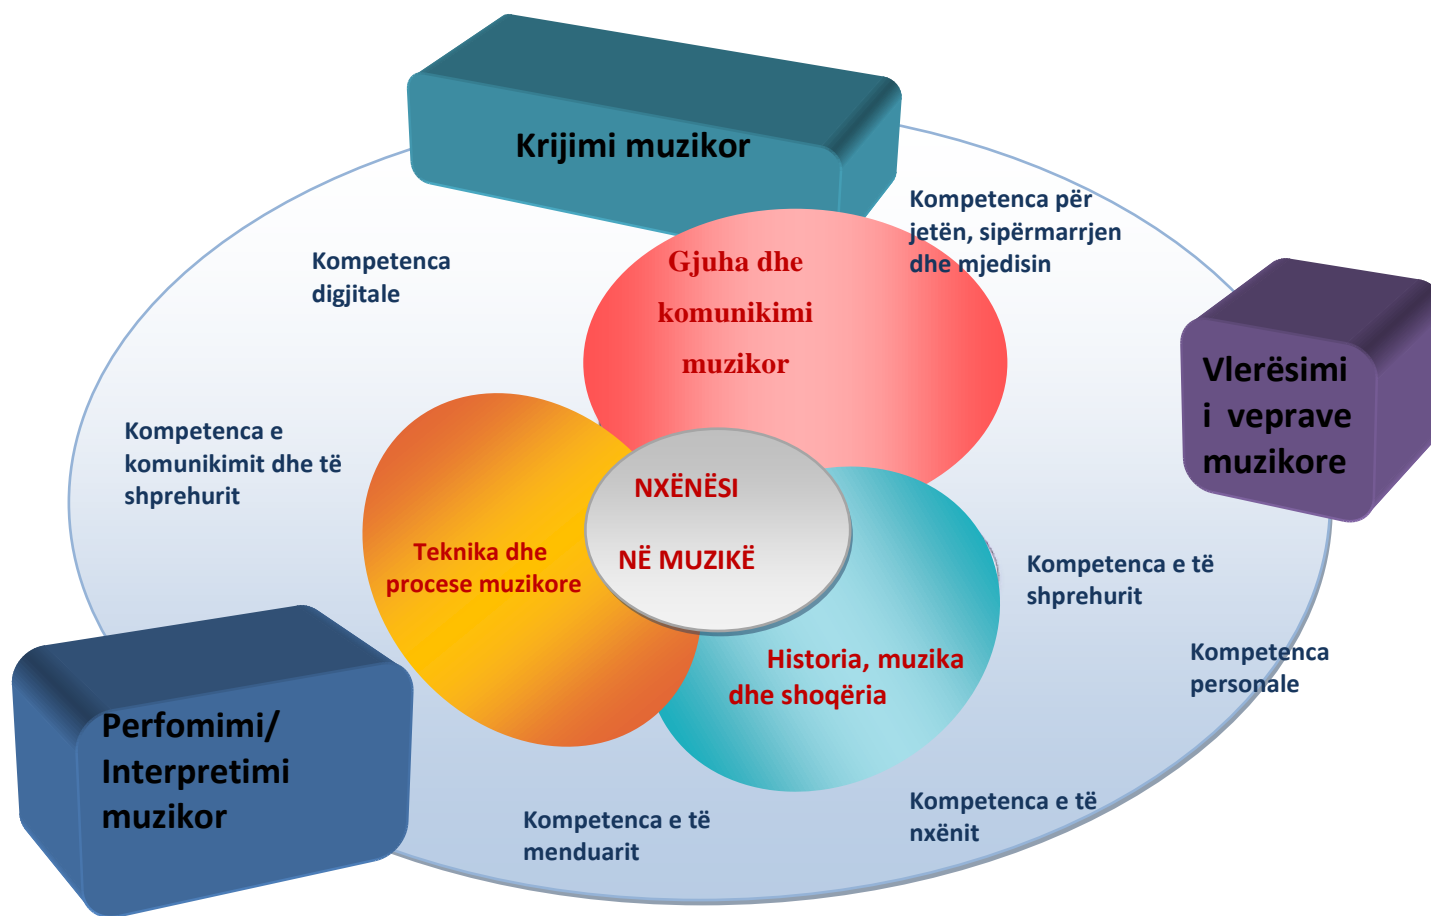 Krijimi muzikor
Kompetenca për
jetën, sipërmarrjen
dhe mjedisin
Kompetenca
digjitale
Gjuha dhe
komunikimi
muzikor
Vlerësimi
i veprave
muzikore
Kompetenca e
komunikimit dhe të
shprehurit
NXËNËSI
NË MUZIKË
Teknika dhe
procese muzikore
Kompetenca e të
shprehurit
Historia, muzika
dhe shoqëria
Kompetenca
personale
Perfomimi/
Interpretimi
muzikor
Kompetenca e të
menduarit
Kompetenca e të
nxënit